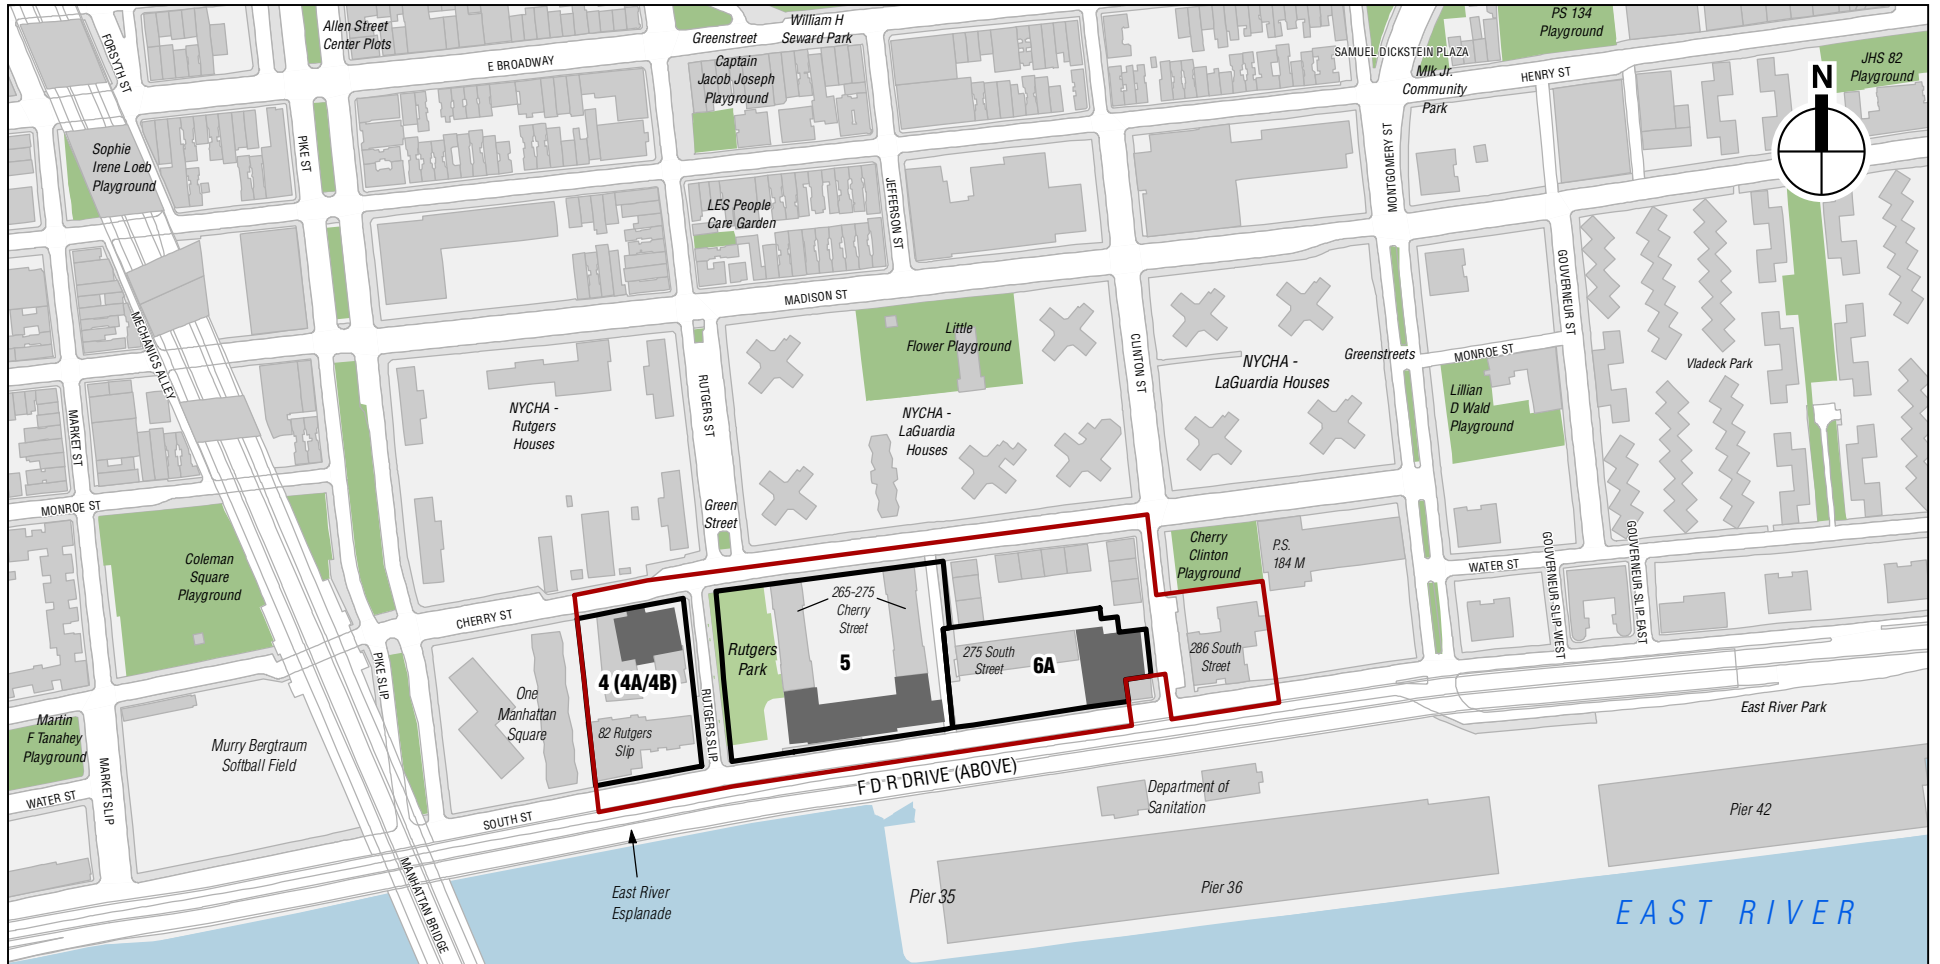 FORSYTH ST
Allen Street
Center Plots
Greenstreet
William H
Seward Park
PS 134
Playground
SAMUEL DICKSTEIN PLAZA
JHS 82
Playground
E BROADWAY
Captain
Jacob Joseph
Playground
Mlk Jr.
Community
Park
HENRY ST
N
Sophie
Irene Loeb
Playground
PIKE ST
MONTGOMERY ST
LES People
Care Garden
JEFFERSON ST
GOUVERNEUR ST
MADISON ST
MECHANICS ALLEY
Little
Flower Playground
CLINTON ST
NYCHA -
LaGuardia Houses
Greenstreets
MONROE ST
Vladeck Park
MARKET ST
NYCHA -
Rutgers
Houses
RUTGERS ST
NYCHA -
LaGuardia
Houses
Lillian
D Wald
Playground
MONROE ST
Green
Street
Coleman
Square
Playground
Cherry
Clinton
Playground
P.S.
184 M
WATER ST
GOUVERNEUR SLIP WEST
GOUVERNEUR SLIP EAST
CHERRY ST
265-275
Cherry
Street
PIKE SLIP
Rutgers
Park
5
275 South
Street
6A
286 South
Street
4 (4A/4B)
RUTGERS SLIP
One
Manhattan
Square
82 Rutgers
Slip
Martin
F Tanahey
Playground
Murry Bergtraum
Softball Field
East River Park
MARKET SLIP
WATER ST
SOUTH ST
F D R DRIVE (ABOVE)
Department of
Sanitation
Pier 42
MANHATTAN BRIDGE
East River
Esplanade
Pier 35
Pier 36
EAST RIVER